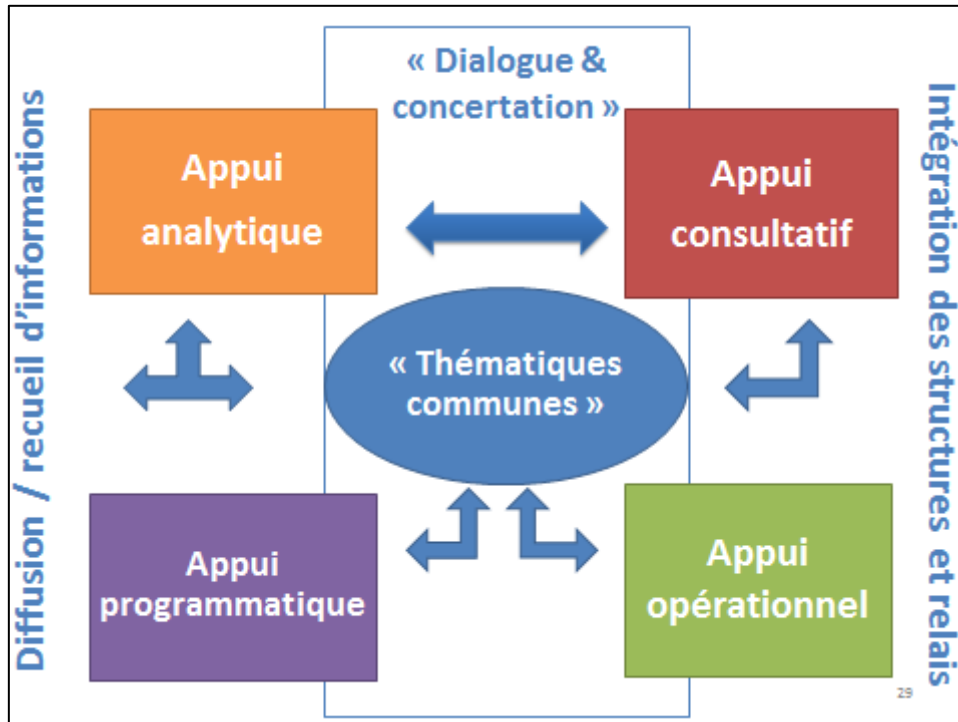 « Dialogue &
concertation »
Diffusion / recueil d'informations
Appui
analytique
Appui
consultatif
Intégration des structures et relais
« Thématiques
communes »
Appui
programmatique
Appui
opérationnel
29